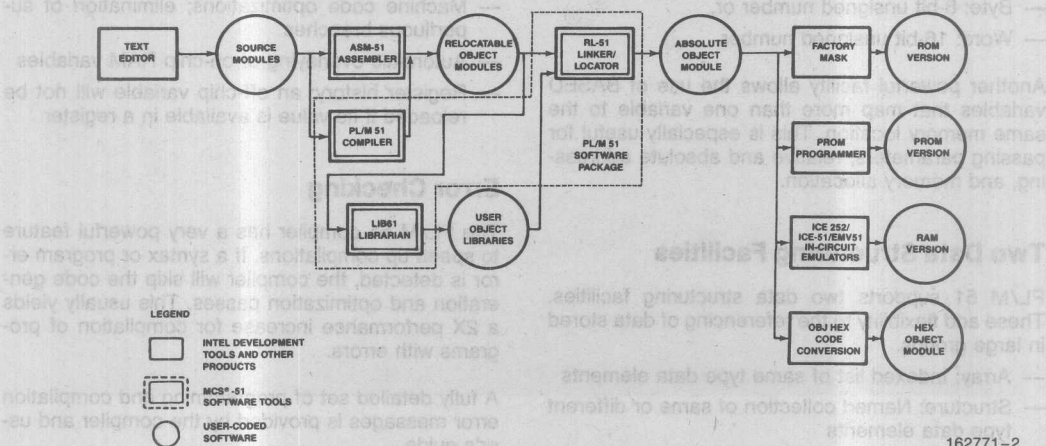 TEXT
EDITOR
SOURCE
MODULES
ASM-51
ASSEMBLER
RELOCATABLE
OBJECT
MODULES
RL-51
LINKER/
LOCATOR
ABSOLUTE
OBJECT
MODULE
FACTORY
MASK
ROM
VERSION
PL/M 51
COMPILER
PL/M 51
SOFTWARE
PACKAGE
PROM
PROGRAMMER
PROM
VERSION
LIB61
LIBRARIAN
USER
OBJECT
LIBRARIES
ICE 252/
ICE-51/EMV51
IN-CIRCUIT
EMULATORS
RAM
VERSION
OBJ HEX
CODE
CONVERSION
HEX
OBJECT
MODULE
LEGEND
INTEL DEVELOPMENT
TOOLS AND OTHER
PRODUCTS
MCS®-51
SOFTWARE TOOLS
USER-CODED
SOFTWARE
162771-2